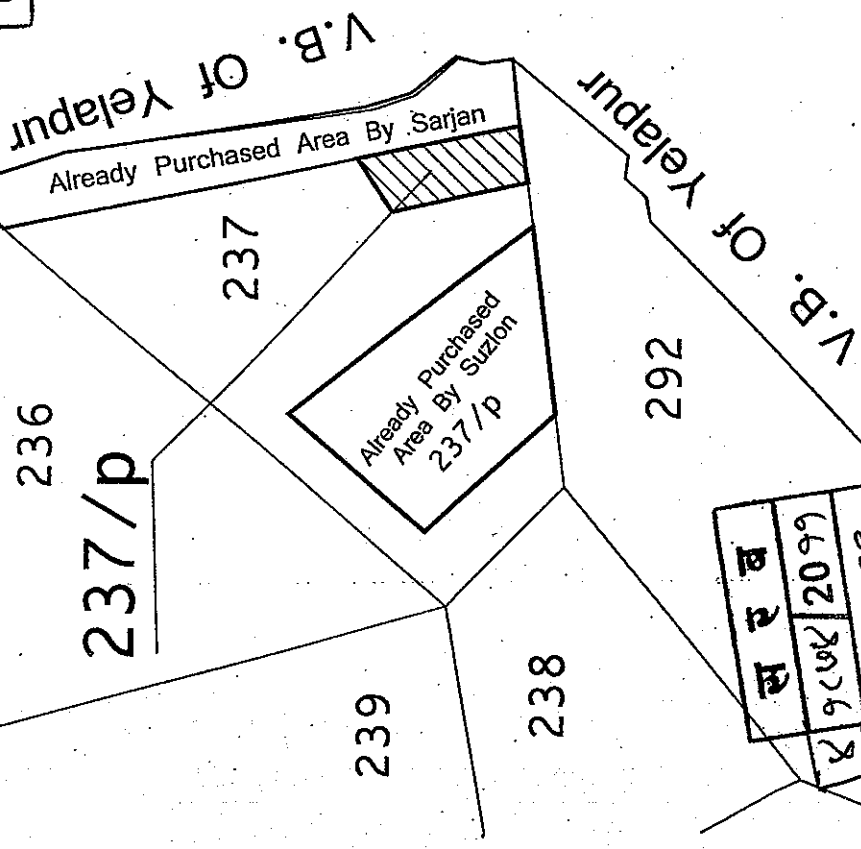 V.B. Of Yelapur
V.B. Of Yelapur
Already Purchased Area By Sarjan
237
Already Purchased
Area By Suzlon
237/p
292
236
237/p
239
238